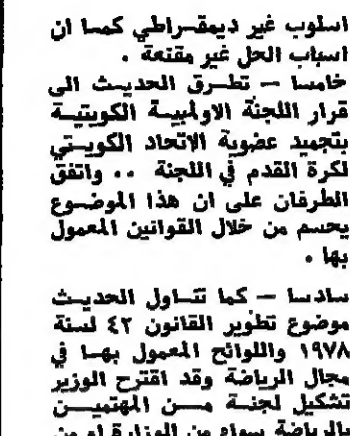 اسلوب غير ديمقراطي كمسا ان
اسباب الحل غير مقنعة .
خامسا — تطرق الحديث الى
قرار اللجنة الاولمبية الكويتية
بتجميد عضوية الاتحاد الكويتي
لكرة القدم في اللجنة .. واتفق
الطرفان على ان هذا الموضوع
يحسم من خلال القوانين المعمول
بها .
سادسا — كما تناول الحديث
موضوع تطوير القانون ٤٢ لسنة
١٩٧٨ واللوائح المعمول بها في
مجال الرياضة وقد اقترح الوزير
تشكيل لجنة من المهتمين
بالرياضة سواء من الوزارة او من